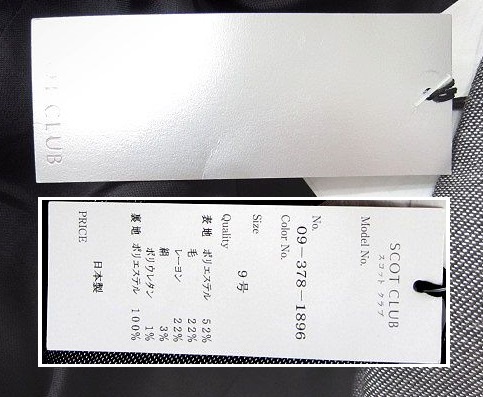 CLUB
SCOT CLUB
スコット クラブ
Model No.
No. 09-378-1896
Color No.
Size 9号
Quality
表地 ポリエステル 52%
毛 22%
レーヨン 22%
綿 3%
ポリウレタン 1%
裏地 ポリエステル 100%
日本製
PRICE